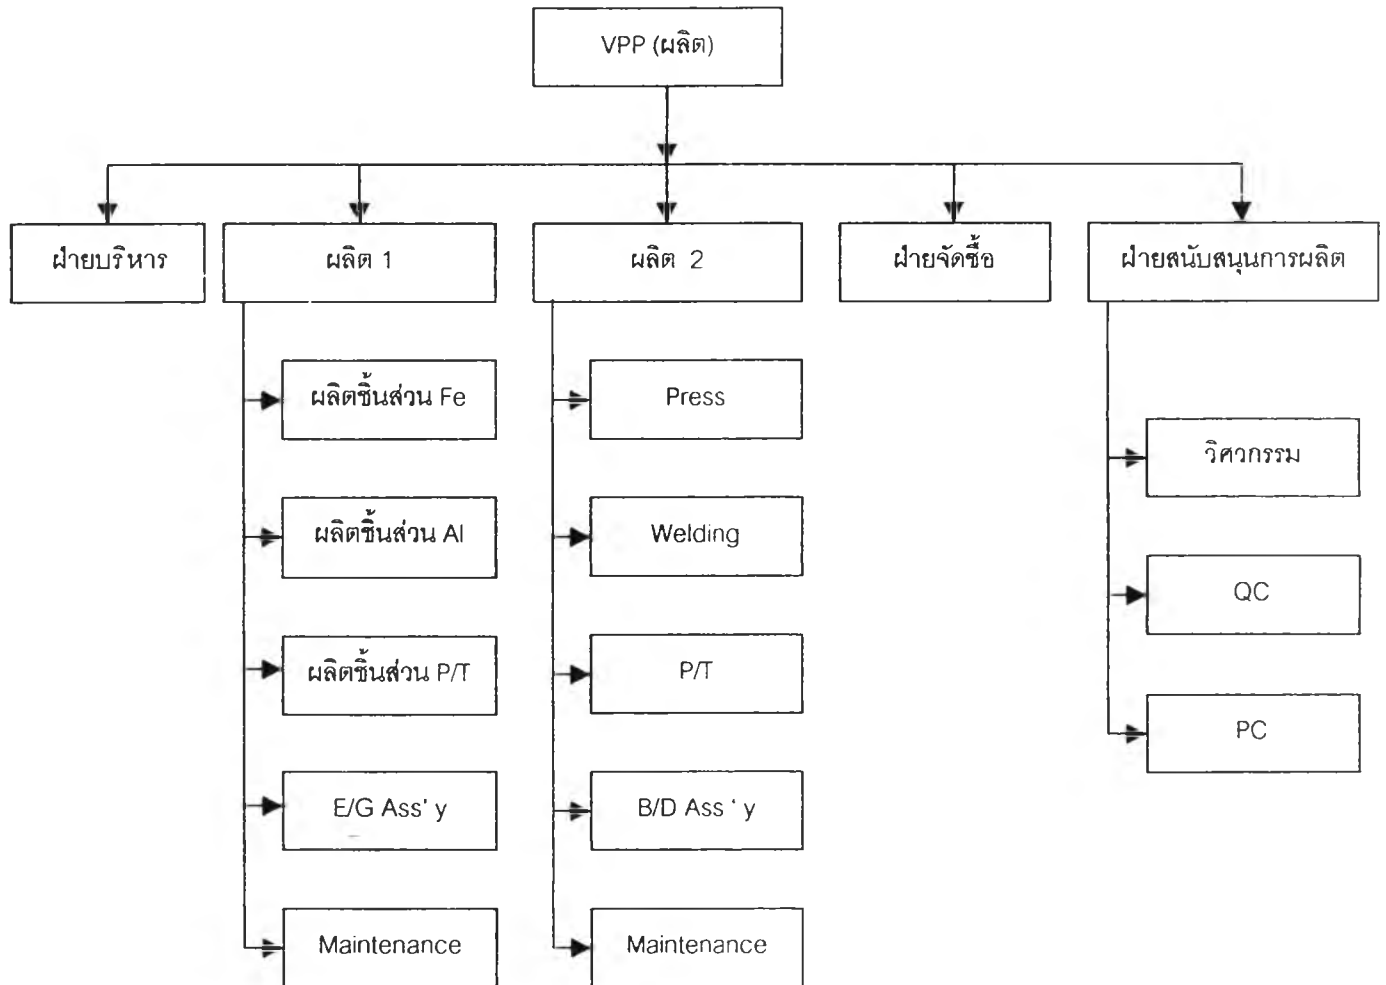 VPP (ผลิต)
ฝ่ายบริหาร
ผลิต 1
ผลิต 2
ฝ่ายจัดซื้อ
ฝ่ายสนับสนุนการผลิต
ผลิตชิ้นส่วน Fe
Press
วิศวกรรม
ผลิตชิ้นส่วน Al
Welding
QC
ผลิตชิ้นส่วน P/T
P/T
PC
E/G Ass' y
B/D Ass ' y
Maintenance
Maintenance